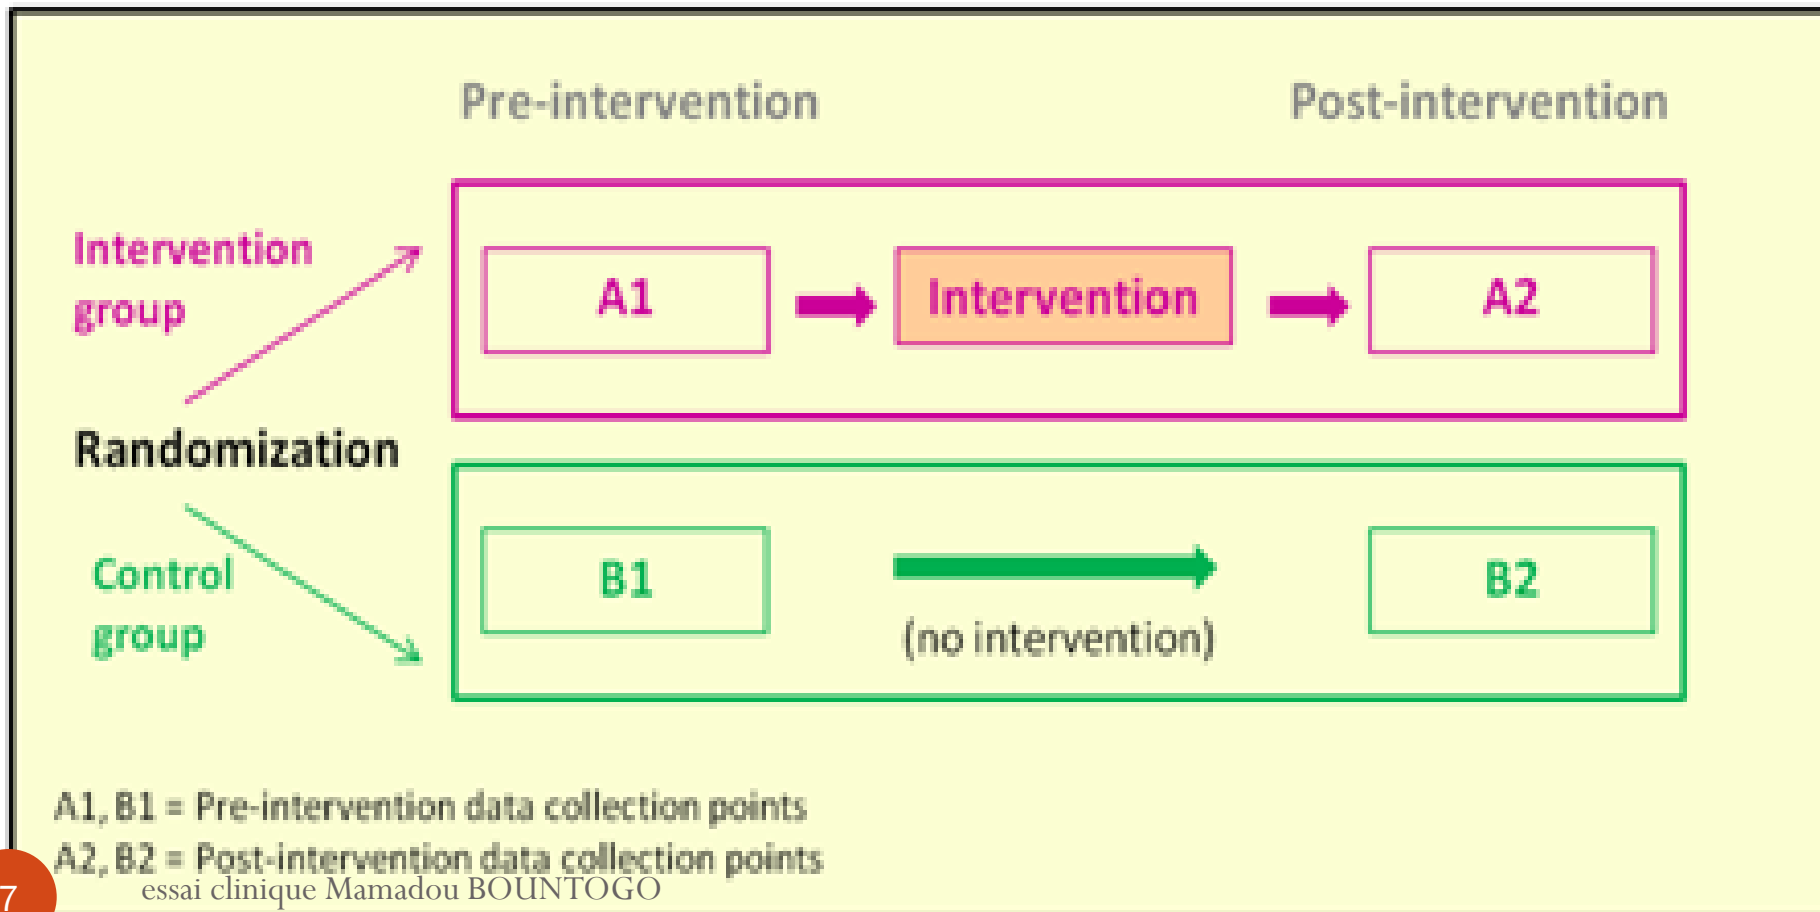 Pre-intervention Post-intervention
Intervention
group
A1 Intervention A2
Randomization
Control
group
B1 B2
(no intervention)
A1, B1 = Pre-intervention data collection points
A2, B2 = Post-intervention data collection points
7 essai clinique Mamadou BOUNTOGO